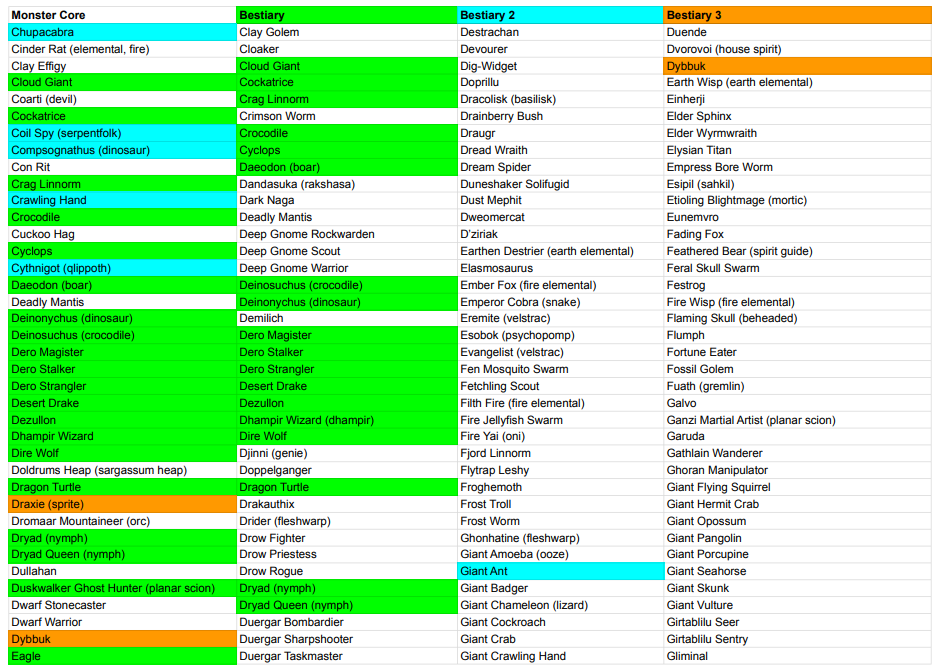 Monster Core Bestiary Bestiary 2 Bestiary 3
Chupacabra Clay Golem Destrachan Duende
Cinder Rat (elemental, fire) Cloaker Devourer Dvorovoi (house spirit)
Clay Effigy Cloud Giant Dig-Widget Dybbuk
Cloud Giant Cockatrice Doprillu Earth Wisp (earth elemental)
Coarti (devil) Crag Linnorm Dracolisk (basilisk) Einherji
Cockatrice Crimson Worm Drainberry Bush Elder Sphinx
Coil Spy (serpentfolk) Crocodile Draugr Elder Wyrmwraith
Compsognathus (dinosaur) Cyclops Dread Wraith Elysian Titan
Con Rit Daeodon (boar) Dream Spider Empress Bore Worm
Crag Linnorm Dandasuka (rakshasa) Duneshaker Solifugid Esipil (sahkil)
Crawling Hand Dark Naga Dust Mephit Etioling Blightmage (mortic)
Crocodile Deadly Mantis Dweomercat Eunemvro
Cuckoo Hag Deep Gnome Rockwarden D'ziriak Fading Fox
Cyclops Deep Gnome Scout Earthen Destrier (earth elemental) Feathered Bear (spirit guide)
Cythnigot (qlippoth) Deep Gnome Warrior Elasmosaurus Feral Skull Swarm
Daeodon (boar) Deinosuchus (crocodile) Ember Fox (fire elemental) Festrog
Deadly Mantis Deinonychus (dinosaur) Emperor Cobra (snake) Fire Wisp (fire elemental)
Deinonychus (dinosaur) Demilich Eremite (velstrac) Flaming Skull (beheaded)
Deinosuchus (crocodile) Dero Magister Esobok (psychopomp) Flumph
Dero Magister Dero Stalker Evangelist (velstrac) Fortune Eater
Dero Stalker Dero Strangler Fen Mosquito Swarm Fossil Golem
Dero Strangler Desert Drake Fetchling Scout Fuath (gremlin)
Desert Drake Dezullon Filth Fire (fire elemental) Galvo
Dezullon Dhampir Wizard (dhampir) Fire Jellyfish Swarm Ganzi Martial Artist (planar scion)
Dhampir Wizard Dire Wolf Fire Yai (oni) Garuda
Dire Wolf Djinni (genie) Fjord Linnorm Gathlain Wanderer
Doldrums Heap (sargassum heap) Doppelganger Flytrap Leshy Ghoran Manipulator
Dragon Turtle Dragon Turtle Froghemoth Giant Flying Squirrel
Draxie (sprite) Drakauthix Frost Troll Giant Hermit Crab
Dromaar Mountaineer (orc) Drider (fleshwarp) Frost Worm Giant Opossum
Dryad (nymph) Drow Fighter Ghonhatine (fleshwarp) Giant Pangolin
Dryad Queen (nymph) Drow Priestess Giant Amoeba (ooze) Giant Porcupine
Dullahan Drow Rogue Giant Ant Giant Seahorse
Duskwalker Ghost Hunter (planar scion) Dryad (nymph) Giant Badger Giant Skunk
Dwarf Stonecaster Dryad Queen (nymph) Giant Chameleon (lizard) Giant Vulture
Dwarf Warrior Duergar Bombardier Giant Cockroach Girtablilu Seer
Dybbuk Duergar Sharpshooter Giant Crab Girtablilu Sentry
Eagle Duergar Taskmaster Giant Crawling Hand Gliminal